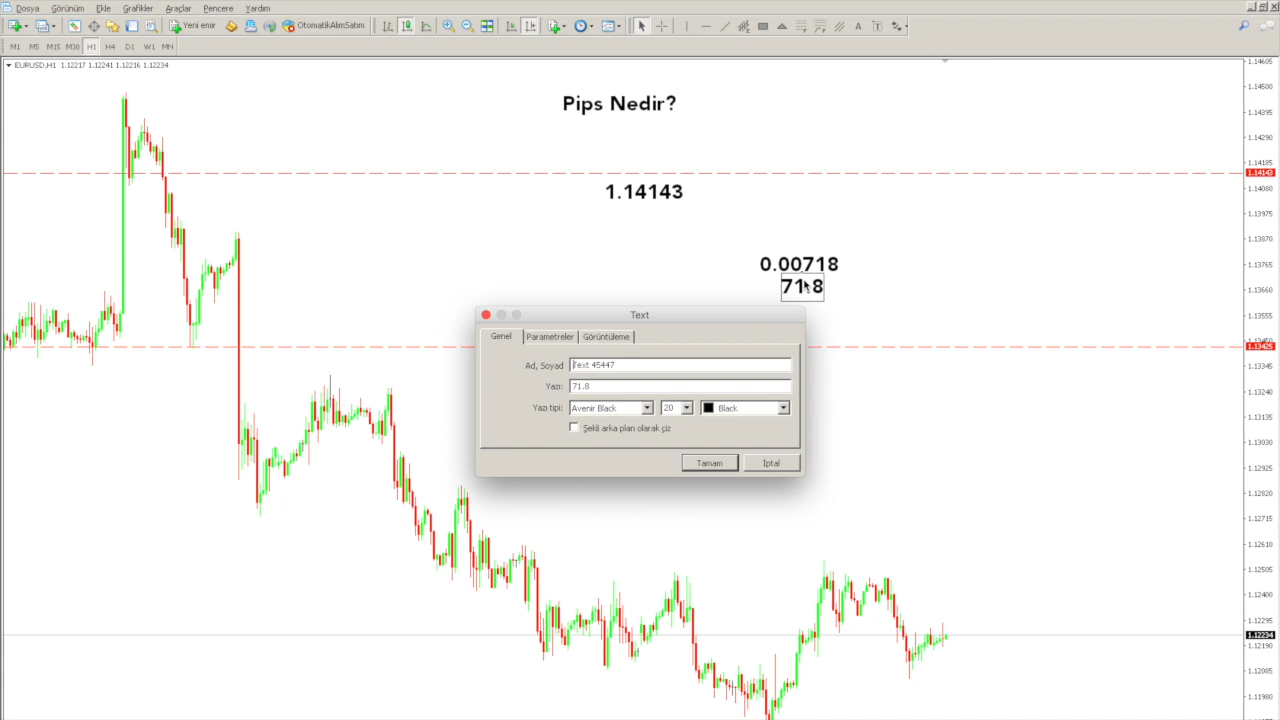 Dosya Görünüm Ekle Grafikler Araçlar Pencere Yardım
Yeni emir OtomatikAlımSatım
M1 M5 M15 M30 H1 H4 D1 W1 MN
EURUSD,H1 1.12217 1.12241 1.12216 1.12234
Pips Nedir?
1.14143
0.00718
71.8
Text
Genel Parametreler Görüntüleme
Ad, Soyad Text 45447
Yazı: 71.8
Yazı tipi: Avenir Black 20 Black
Şekli arka plan olarak çiz
Tamam İptal
1.14605
1.14500
1.14395
1.14290
1.14185
1.14143
1.14080
1.13975
1.13870
1.13765
1.13660
1.13555
1.13425
1.13345
1.13240
1.13135
1.13030
1.12925
1.12820
1.12715
1.12610
1.12505
1.12400
1.12295
1.12234
1.12190
1.12085
1.11980